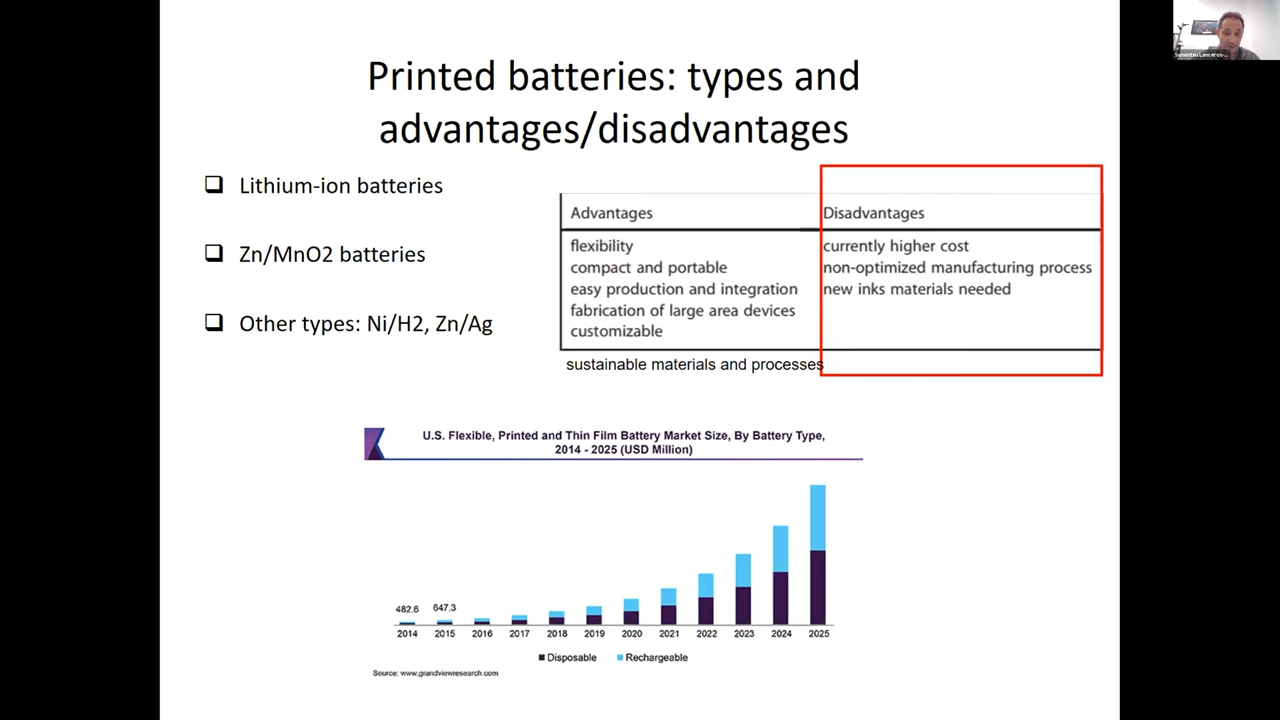 Printed batteries: types and
advantages/disadvantages
Lithium-ion batteries
Zn/MnO2 batteries
Other types: Ni/H2, Zn/Ag
Advantages
flexibility
compact and portable
easy production and integration
fabrication of large area devices
customizable
sustainable materials and processes
Disadvantages
currently higher cost
non-optimized manufacturing process
new inks materials needed
U.S. Flexible, Printed and Thin Film Battery Market Size, By Battery Type,
2014 - 2025 (USD Million)
482.6 647.3
2014 2015 2016 2017 2018 2019 2020 2021 2022 2023 2024 2025
Disposable Rechargeable
Source: www.grandviewresearch.com